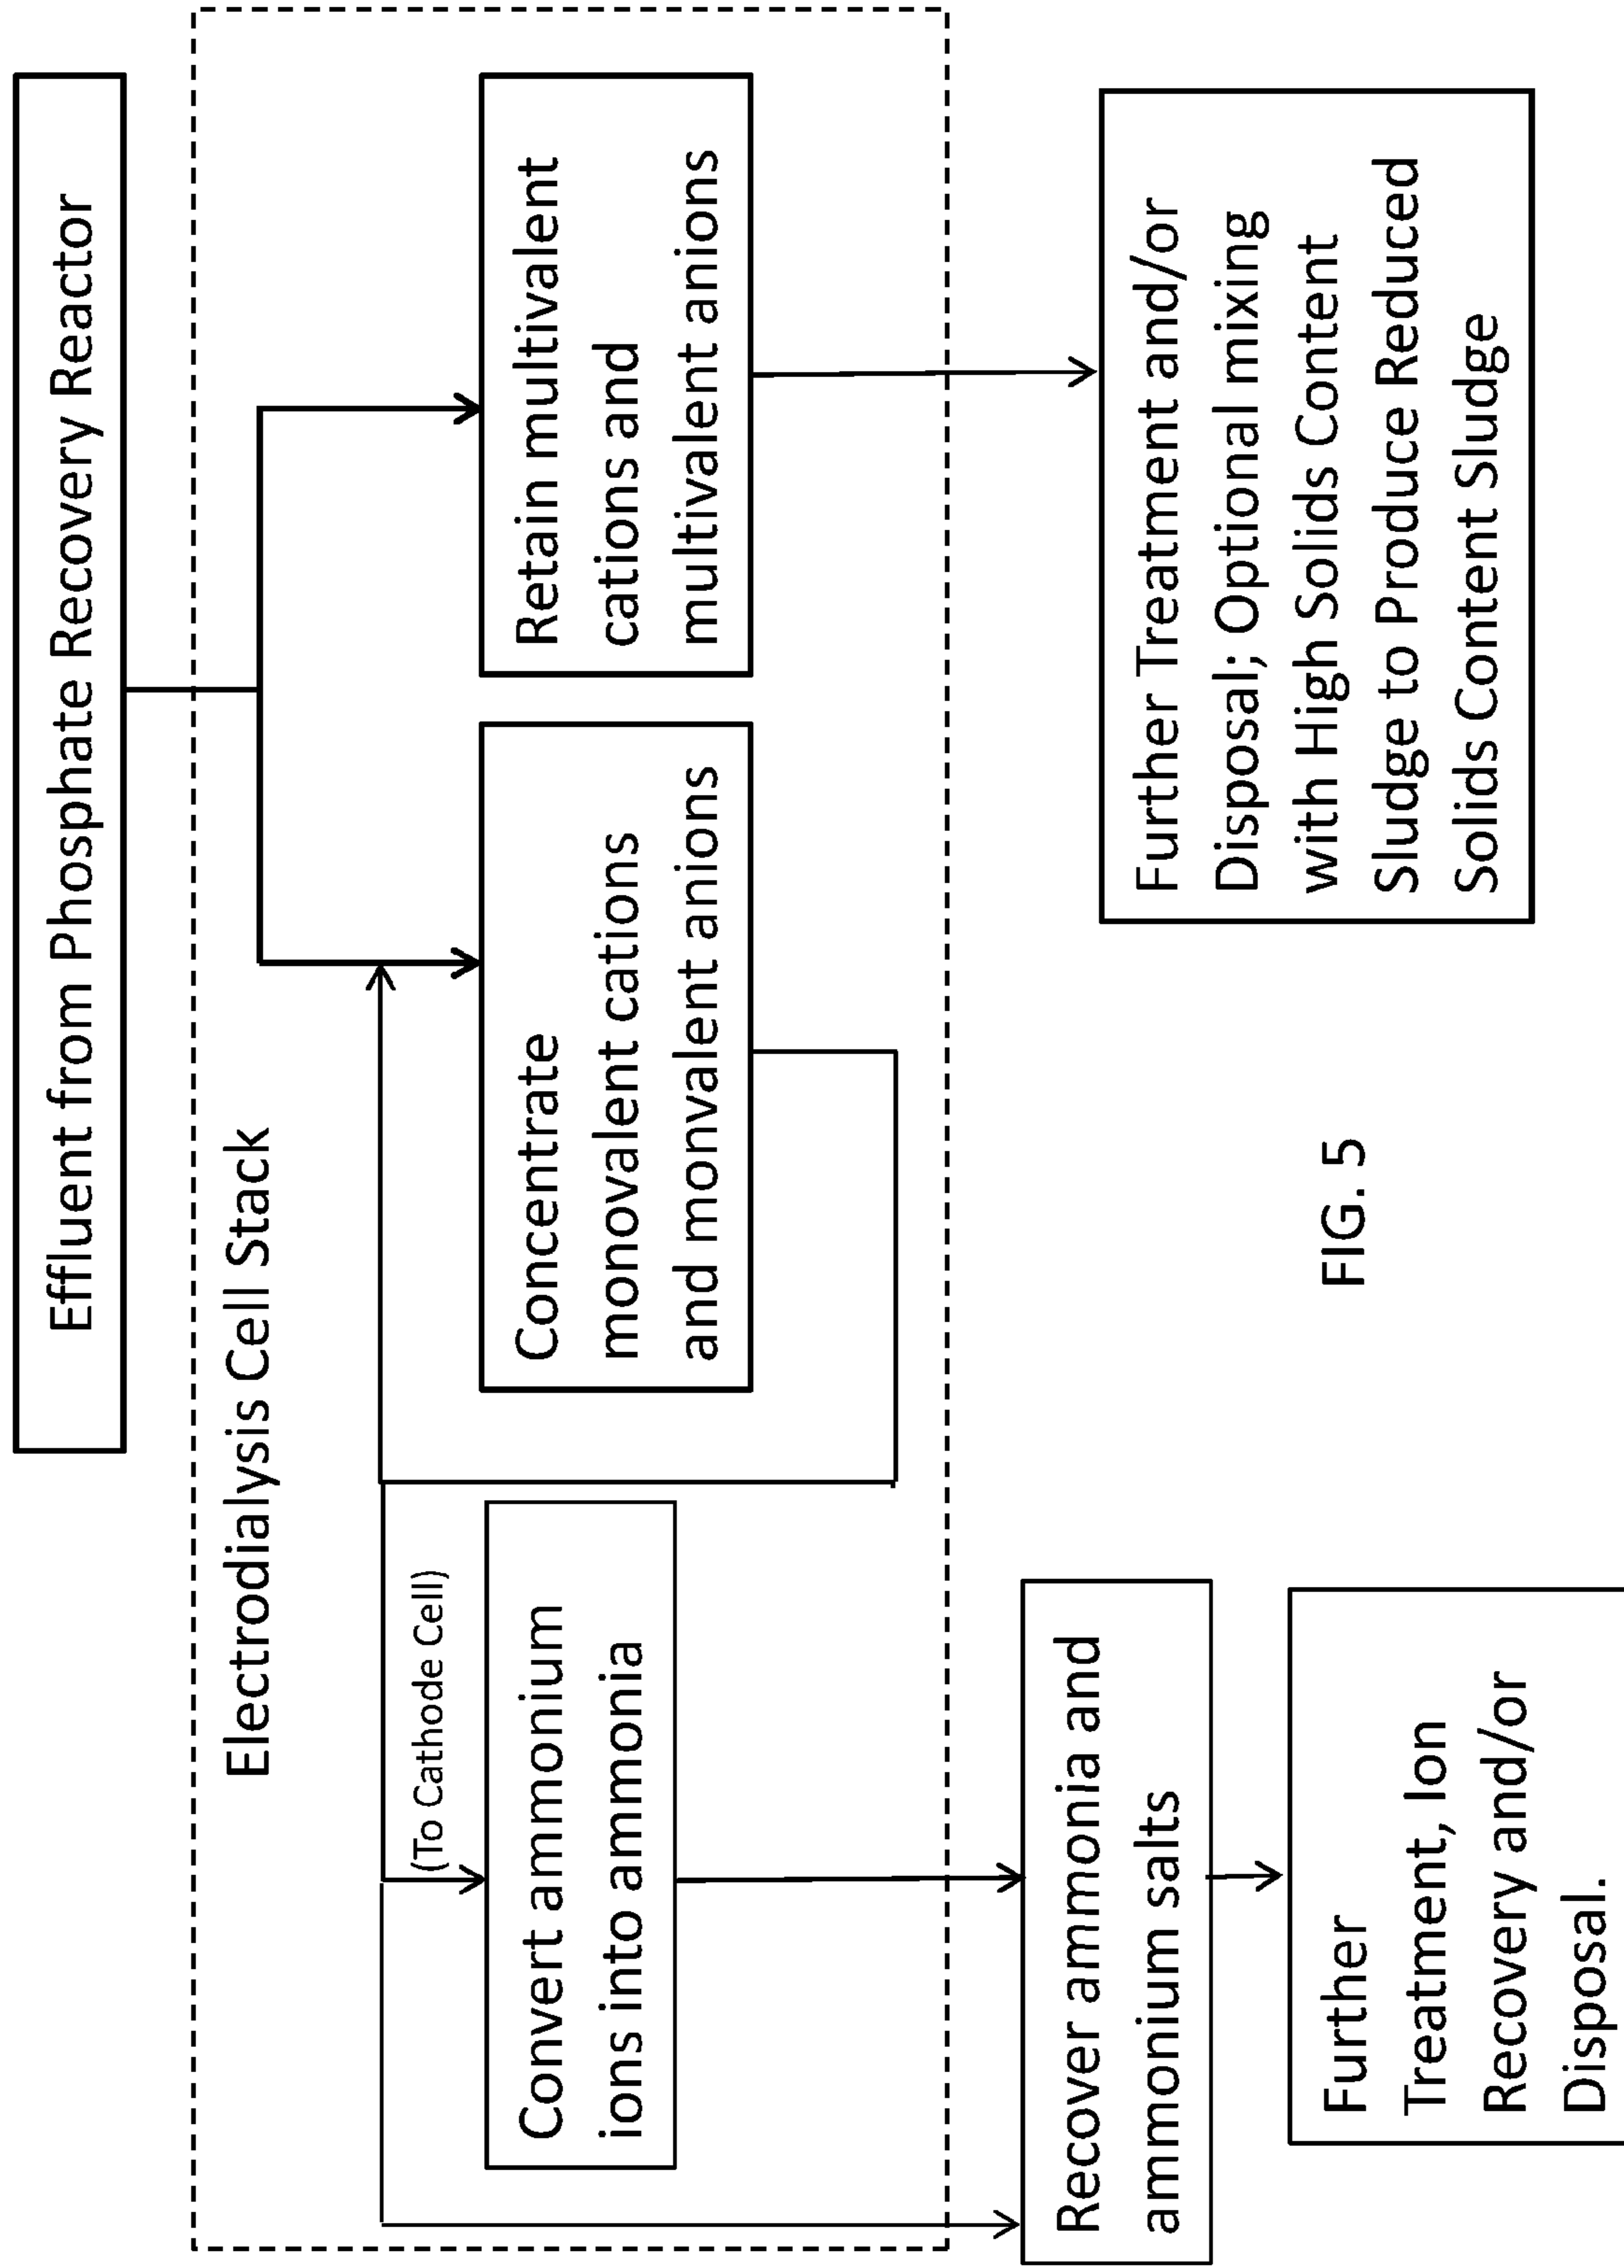 Effluent from Phosphate Recovery Reactor
Electrodialysis Cell Stack
(To Cathode Cell)
Convert ammonium
ions into ammonia
Concentrate
monovalent cations
and monvalent anions
Retain multivalent
cations and
multivalent anions
Recover ammonia and
ammonium salts
Further
Treatment, Ion
Recovery and/or
Disposal.
Further Treatment and/or
Disposal; Optional mixing
with High Solids Content
Sludge to Produce Reduced
Solids Content Sludge
FIG. 5